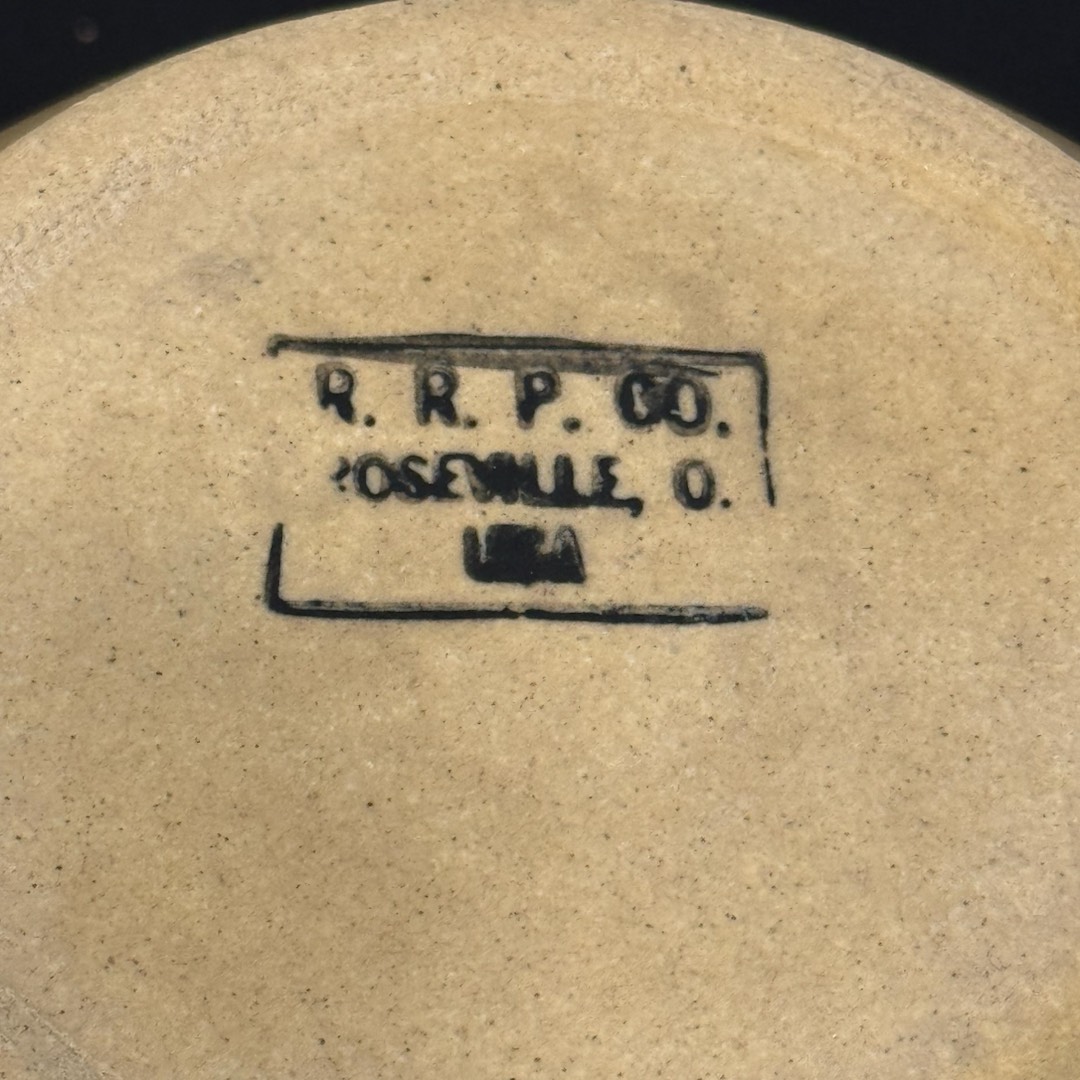 R. R. P. CO.
ROSEVILLE, O.
USA